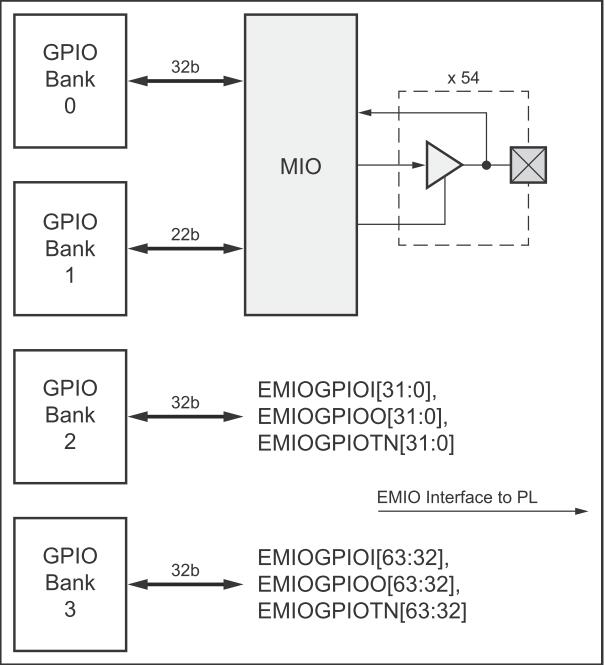 GPIO
Bank
0
32b
MIO
x 54
GPIO
Bank
1
22b
GPIO
Bank
2
32b
EMIOGPIOI[31:0],
EMIOGPIOO[31:0],
EMIOGPIOTN[31:0]
EMIO Interface to PL
GPIO
Bank
3
32b
EMIOGPIOI[63:32],
EMIOGPIOO[63:32],
EMIOGPIOTN[63:32]